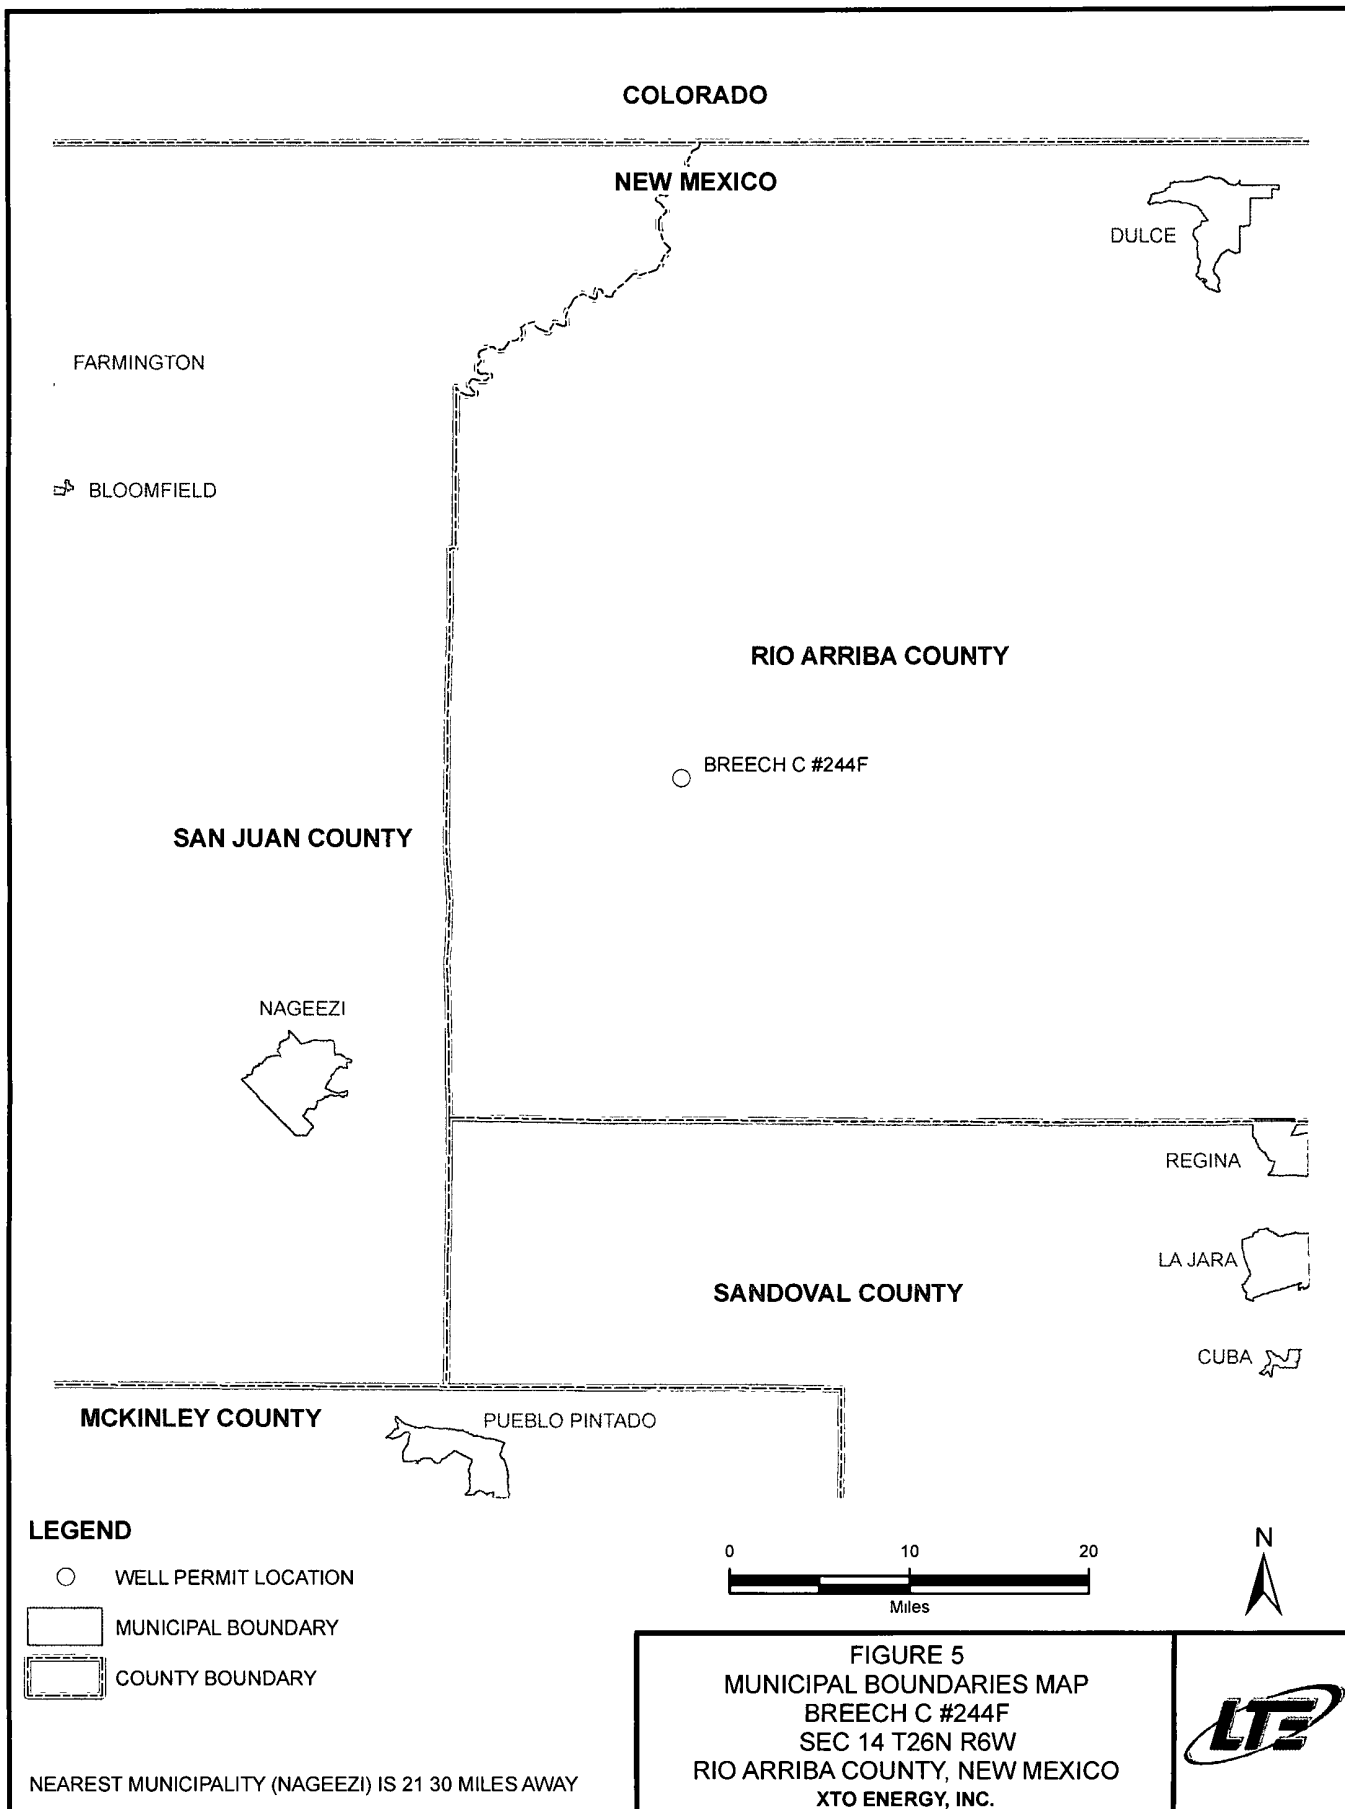 COLORADO
NEW MEXICO
DULCE
FARMINGTON
BLOOMFIELD
RIO ARRIBA COUNTY
BREECH C #244F
SAN JUAN COUNTY
NAGEEZI
REGINA
LA JARA
SANDOVAL COUNTY
CUBA
MCKINLEY COUNTY
PUEBLO PINTADO
LEGEND
WELL PERMIT LOCATION
MUNICIPAL BOUNDARY
COUNTY BOUNDARY
NEAREST MUNICIPALITY (NAGEEZI) IS 21 30 MILES AWAY
0 10 20
Miles
N
FIGURE 5
MUNICIPAL BOUNDARIES MAP
BREECH C #244F
SEC 14 T26N R6W
RIO ARRIBA COUNTY, NEW MEXICO
XTO ENERGY, INC.
LTE